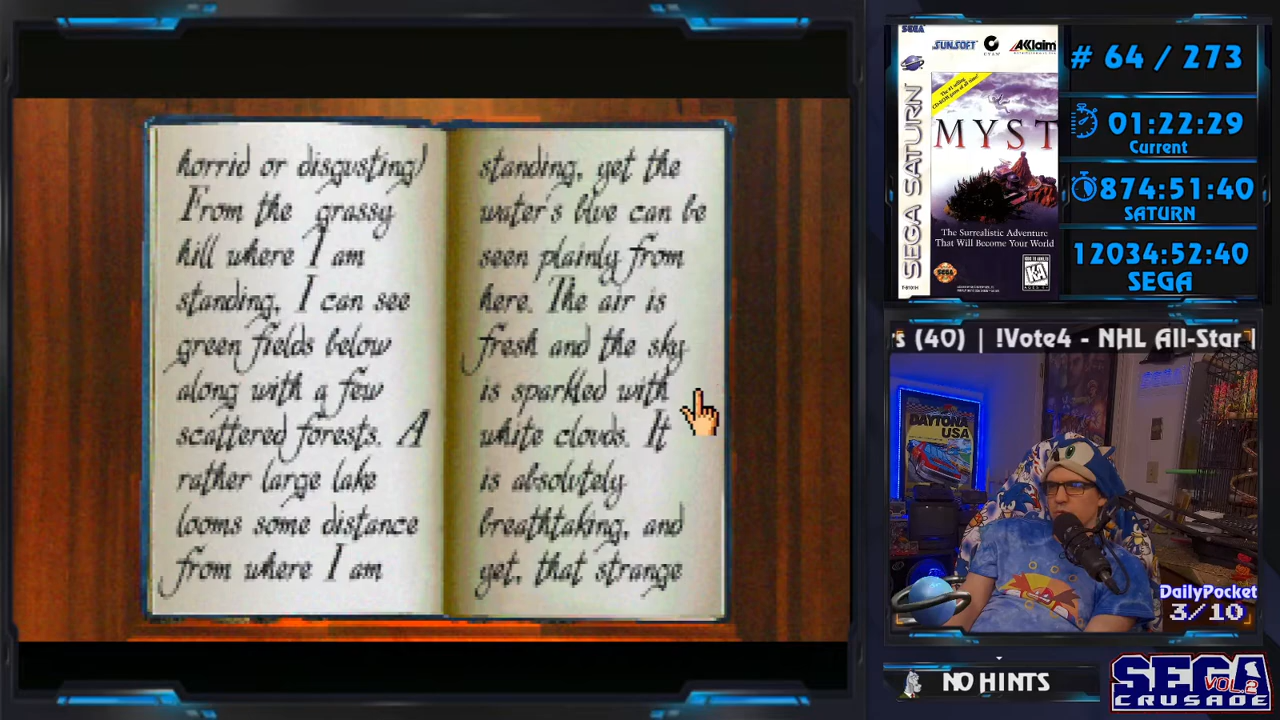 horrid or disgusting)
From the grassy
hill where I am
standing, I can see
green fields below
along with a few
scattered forests. A
rather large lake
looms some distance
from where I am
standing, yet the
water's blue can be
seen plainly from
here. The air is
fresh and the sky
is sparkled with
white clouds. It
is absolutely
breathtaking, and
yet, that strange
SEGA
SUNSOFT
CYAN
AKKlaim
SEGA SATURN
MYST
The Surrealistic Adventure
That Will Become Your World
SEGA
K-A
# 64 / 273
01:22:29
Current
874:51:40
SATURN
12034:52:40
SEGA
s (40) | !Vote4 - NHL All-Star |
DAYTONA
USA
DailyPocket
3/10
NO HINTS
SEGA
VOL.2
CRUSADE